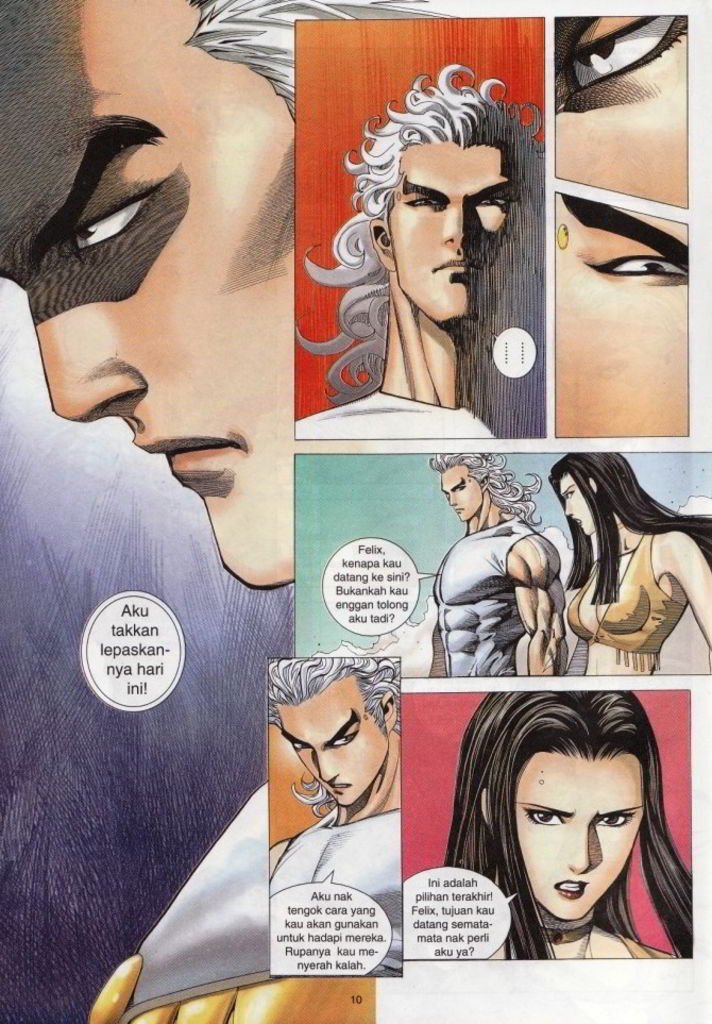 Aku
takkan
lepaskan-
nya hari
ini!
......
Felix,
kenapa kau
datang ke sini?
Bukankah kau
enggan tolong
aku tadi?
Aku nak
tengok cara yang
kau akan gunakan
untuk hadapi mereka.
Rupanya kau me-
nyerah kalah.
Ini adalah
pilihan terakhir!
Felix, tujuan kau
datang semata-
mata nak perli
aku ya?
10